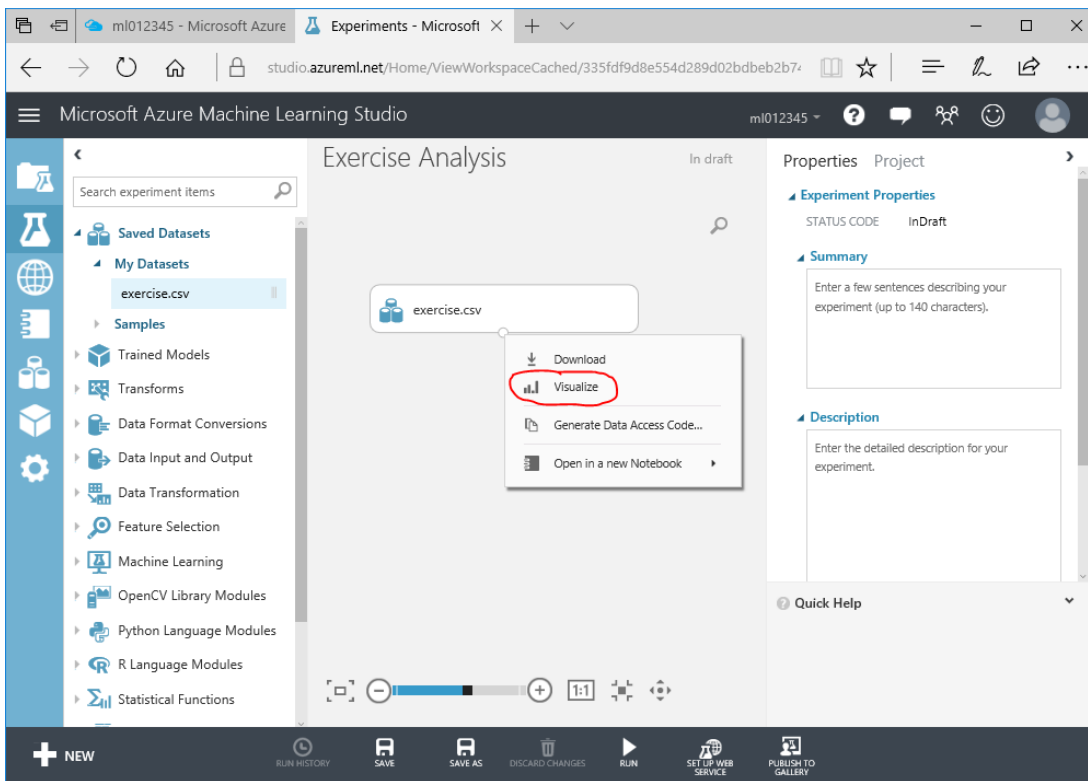 ml012345 - Microsoft Azure
Experiments - Microsoft
studio.azureml.net/Home/ViewWorkspaceCached/335fdf9d8e554d289d02bdbeb2b74
Microsoft Azure Machine Learning Studio
ml012345
?
Search experiment items
Saved Datasets
My Datasets
exercise.csv
Samples
Trained Models
Transforms
Data Format Conversions
Data Input and Output
Data Transformation
Feature Selection
Machine Learning
OpenCV Library Modules
Python Language Modules
R Language Modules
Statistical Functions
Exercise Analysis
In draft
exercise.csv
Download
Visualize
Generate Data Access Code...
Open in a new Notebook
1:1
Properties Project
Experiment Properties
STATUS CODE InDraft
Summary
Enter a few sentences describing your
experiment (up to 140 characters).
Description
Enter the detailed description for your
experiment.
Quick Help
NEW
RUN HISTORY
SAVE
SAVE AS
DISCARD CHANGES
RUN
SET UP WEB
SERVICE
PUBLISH TO
GALLERY